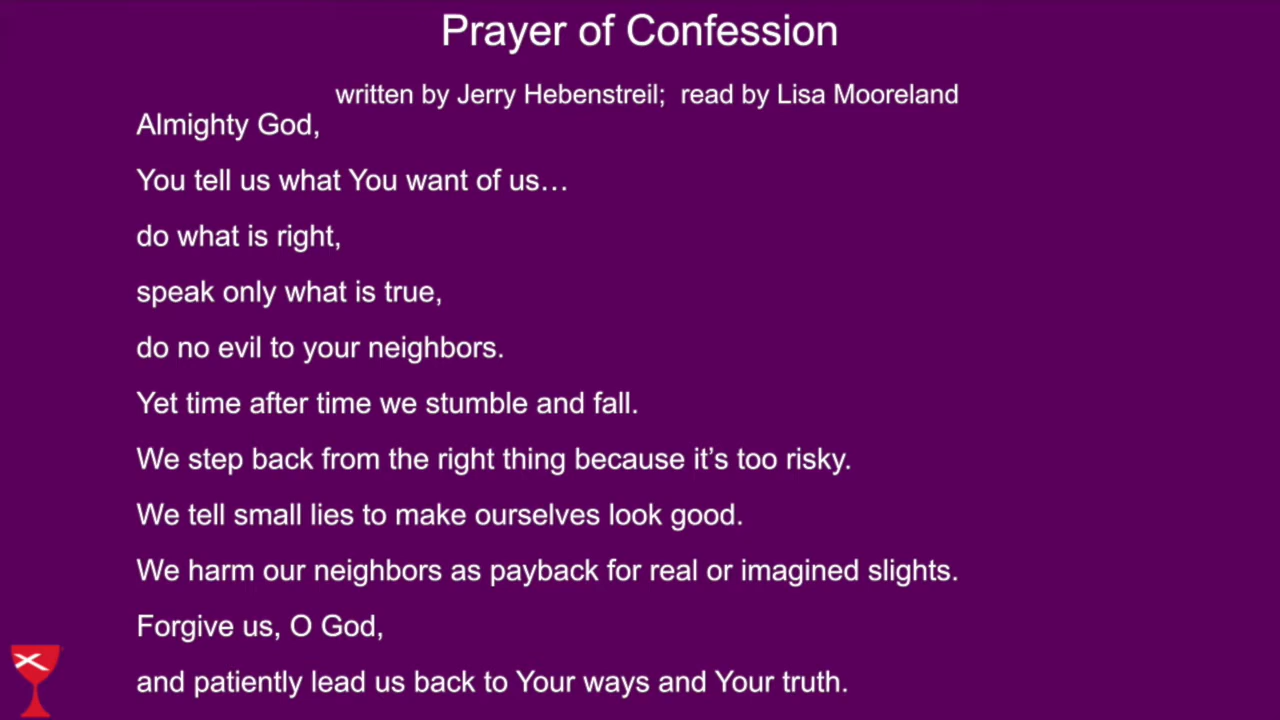 Prayer of Confession
written by Jerry Hebenstreil;  read by Lisa Mooreland
Almighty God,
You tell us what You want of us…
do what is right,
speak only what is true,
do no evil to your neighbors.
Yet time after time we stumble and fall.
We step back from the right thing because it’s too risky.
We tell small lies to make ourselves look good.
We harm our neighbors as payback for real or imagined slights.
Forgive us, O God,
and patiently lead us back to Your ways and Your truth.